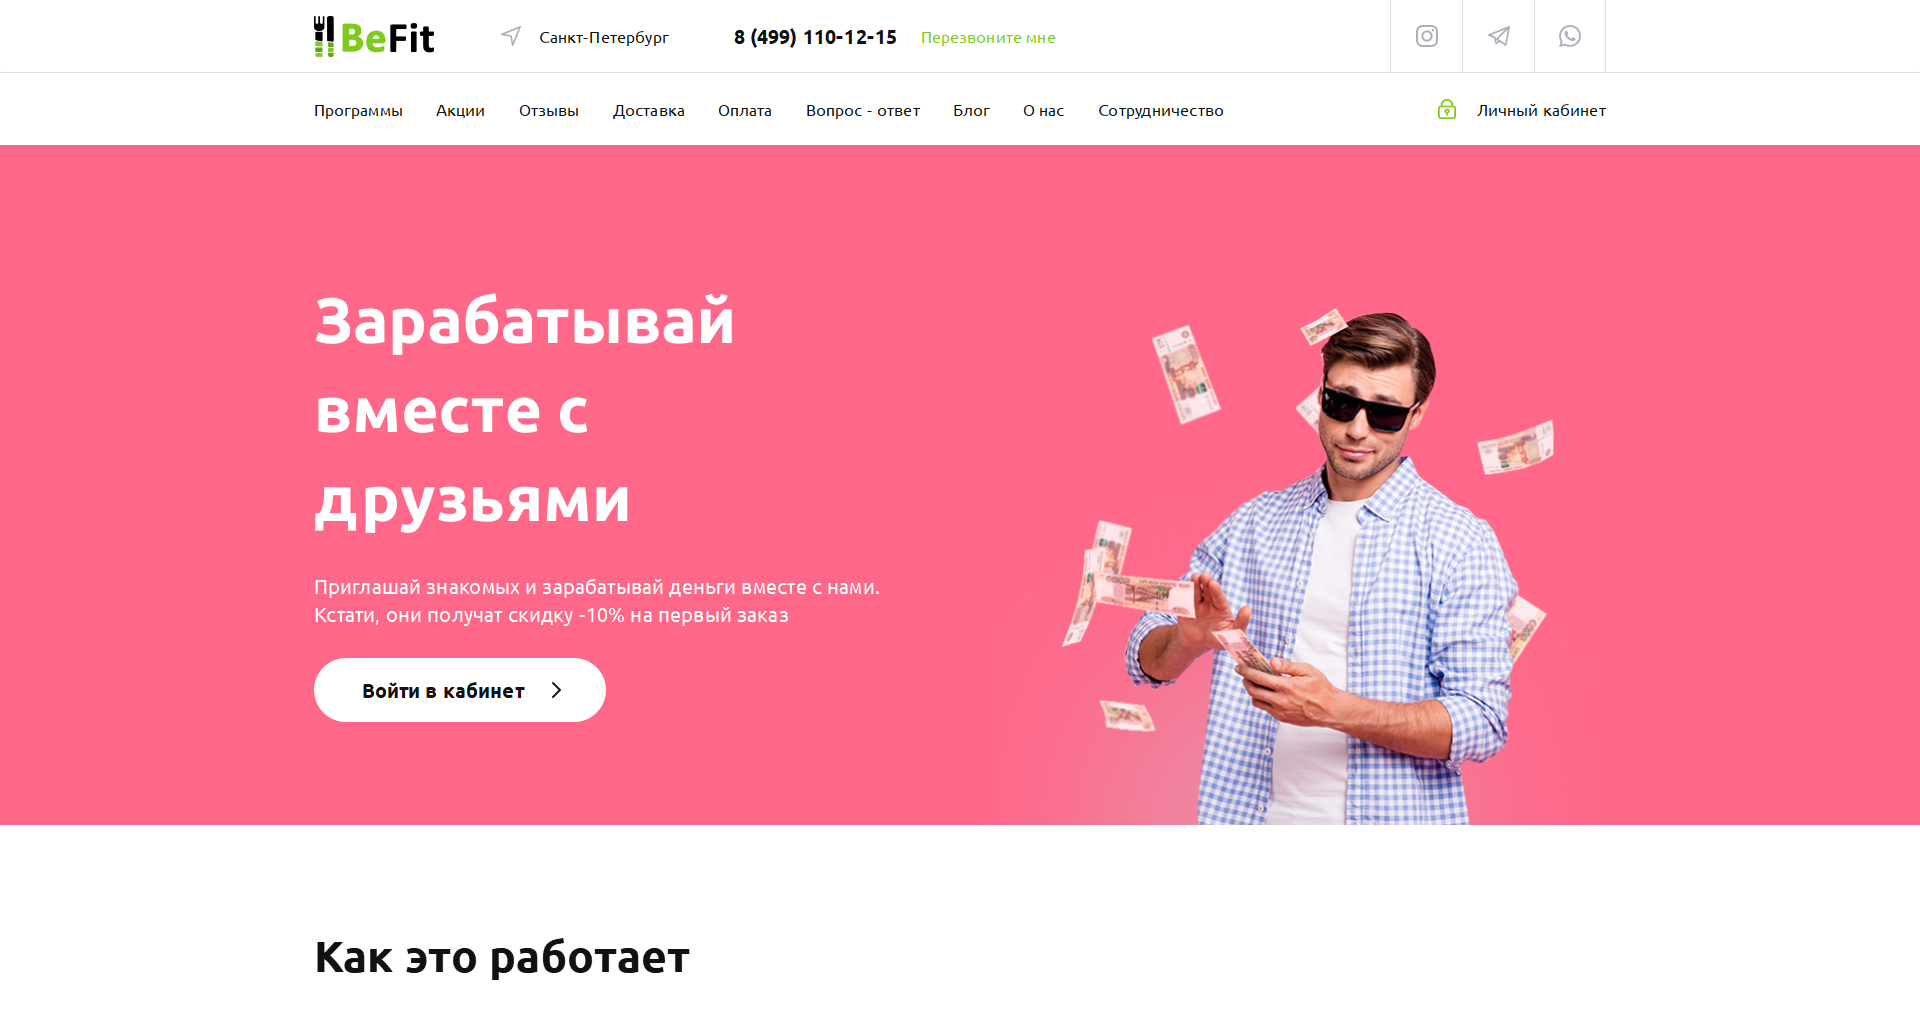 BeFit
Санкт-Петербург
8 (499) 110-12-15
Перезвоните мне
Программы
Акции
Отзывы
Доставка
Оплата
Вопрос - ответ
Блог
О нас
Сотрудничество
Личный кабинет
Зарабатывай
вместе с
друзьями
Приглашай знакомых и зарабатывай деньги вместе с нами.
Кстати, они получат скидку -10% на первый заказ
Войти в кабинет
Как это работает